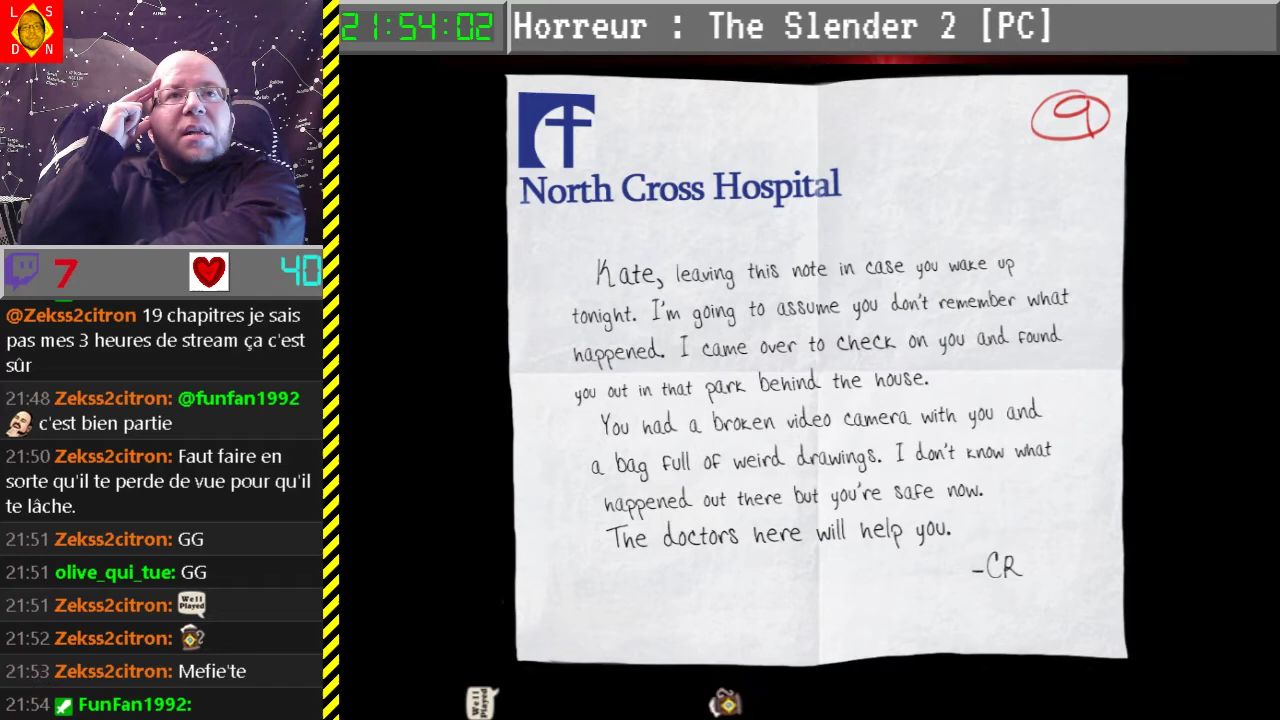 L S
D N
21:54:02
Horreur : The Slender 2 [PC]
7
40
@Zekss2citron 19 chapitres je sais
pas mes 3 heures de stream ça c'est
sûr
21:48 Zekss2citron: @funfan1992
c'est bien partie
21:50 Zekss2citron: Faut faire en
sorte qu'il te perde de vue pour qu'il
te lâche.
21:51 Zekss2citron: GG
21:51 olive_qui_tue: GG
21:51 Zekss2citron: Well Played
21:52 Zekss2citron:
21:53 Zekss2citron: Mefie'te
21:54 FunFan1992:
9
North Cross Hospital
Kate, leaving this note in case you wake up
tonight. I'm going to assume you don't remember what
happened. I came over to check on you and found
you out in that park behind the house.
You had a broken video camera with you and
a bag full of weird drawings. I don't know what
happened out there but you're safe now.
The doctors here will help you.
-CR
Well Played